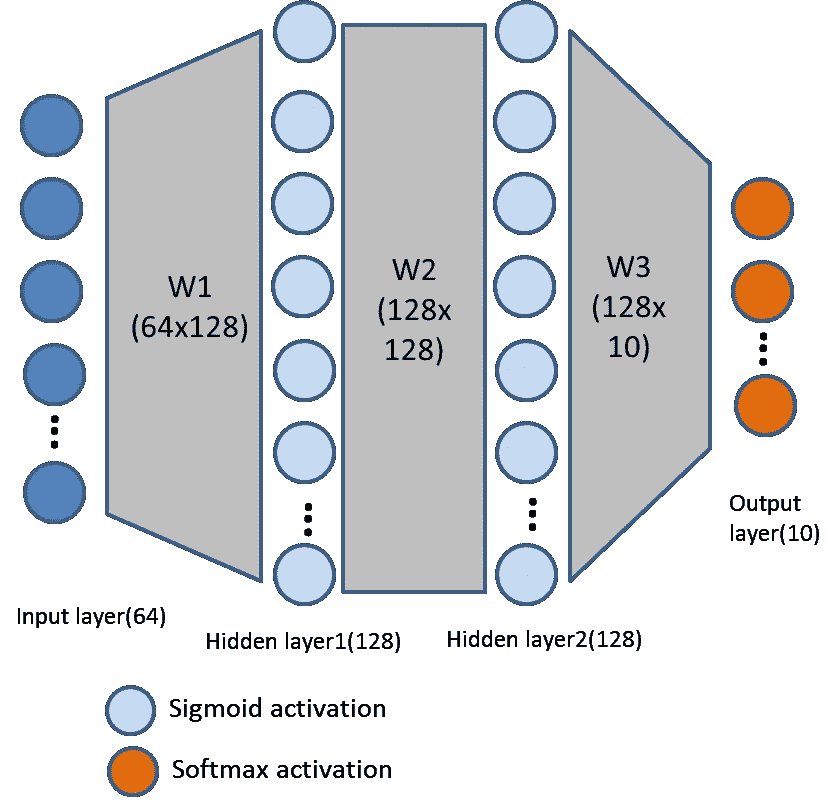 W1
(64x128)
W2
(128x
128)
W3
(128x
10)
Output
layer(10)
Input layer(64)
Hidden layer1(128)
Hidden layer2(128)
Sigmoid activation
Softmax activation